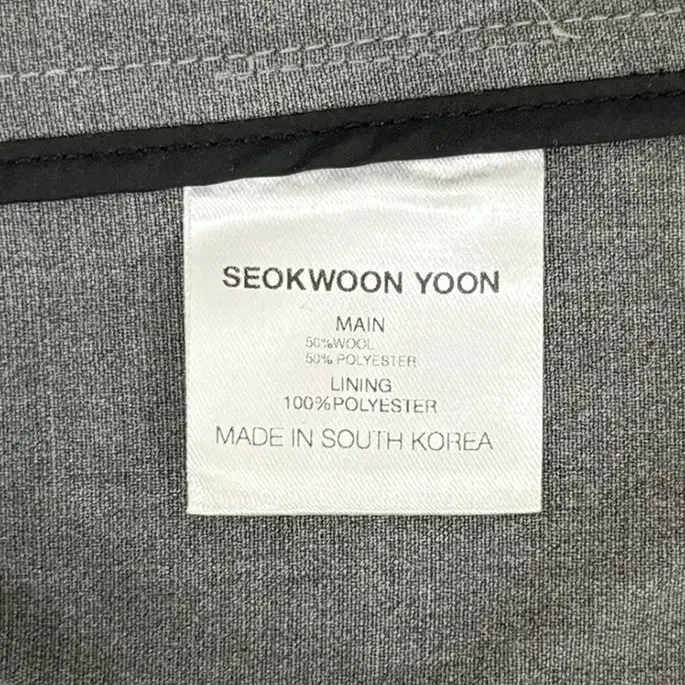 SEOKWOON YOON
MAIN
50%WOOL
50% POLYESTER
LINING
100%POLYESTER
MADE IN SOUTH KOREA